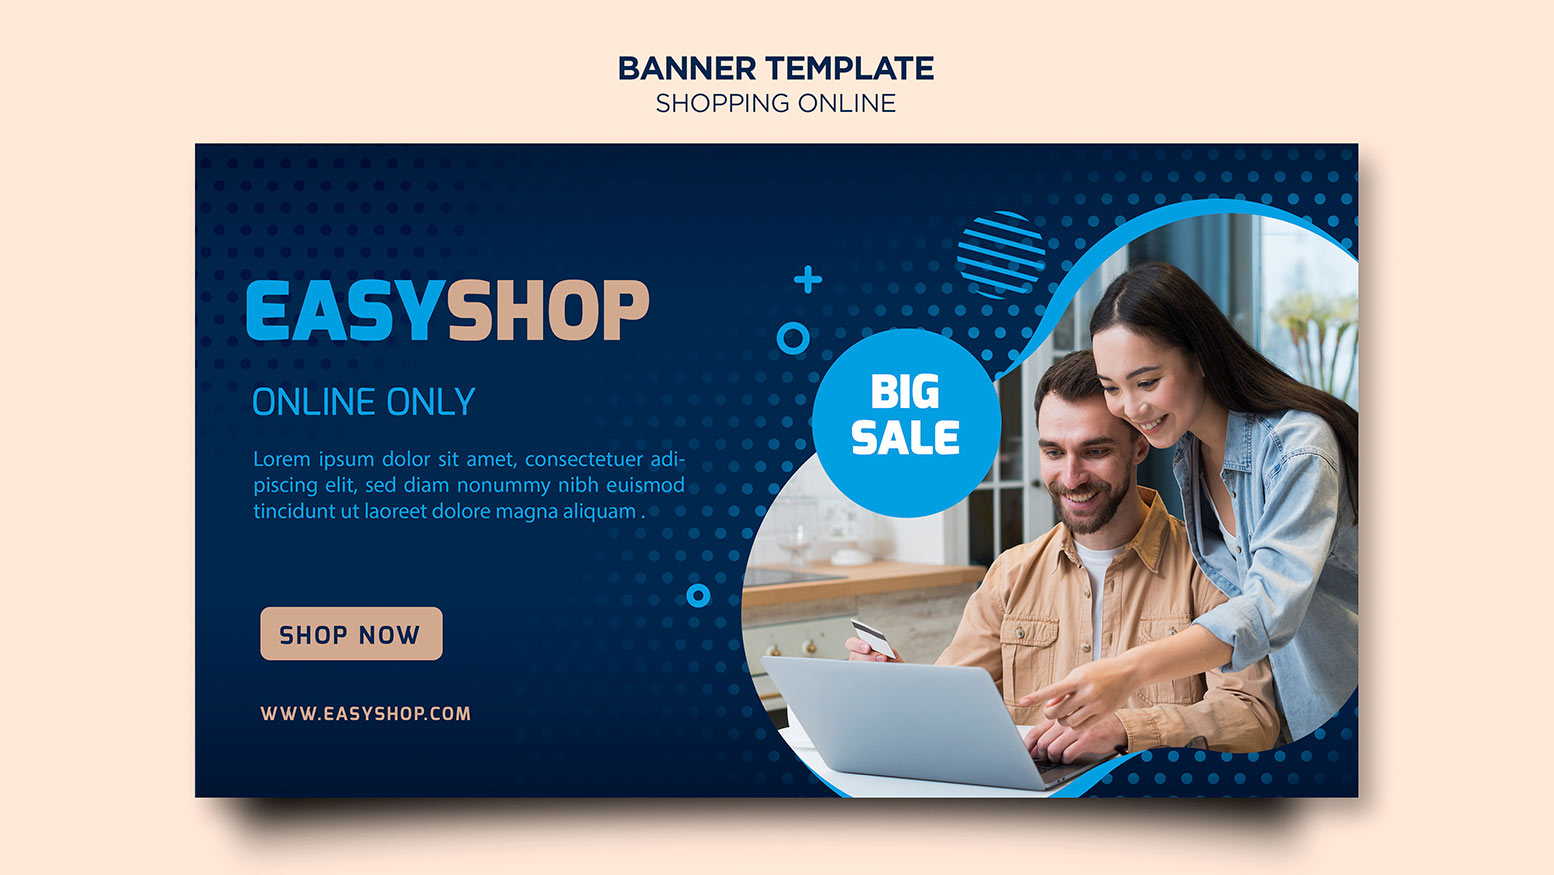 BANNER TEMPLATE
SHOPPING ONLINE
EASYSHOP
ONLINE ONLY
Lorem ipsum dolor sit amet, consectetuer adi-
piscing elit, sed diam nonummy nibh euismod
tincidunt ut laoreet dolore magna aliquam .
SHOP NOW
WWW.EASYSHOP.COM
BIG
SALE